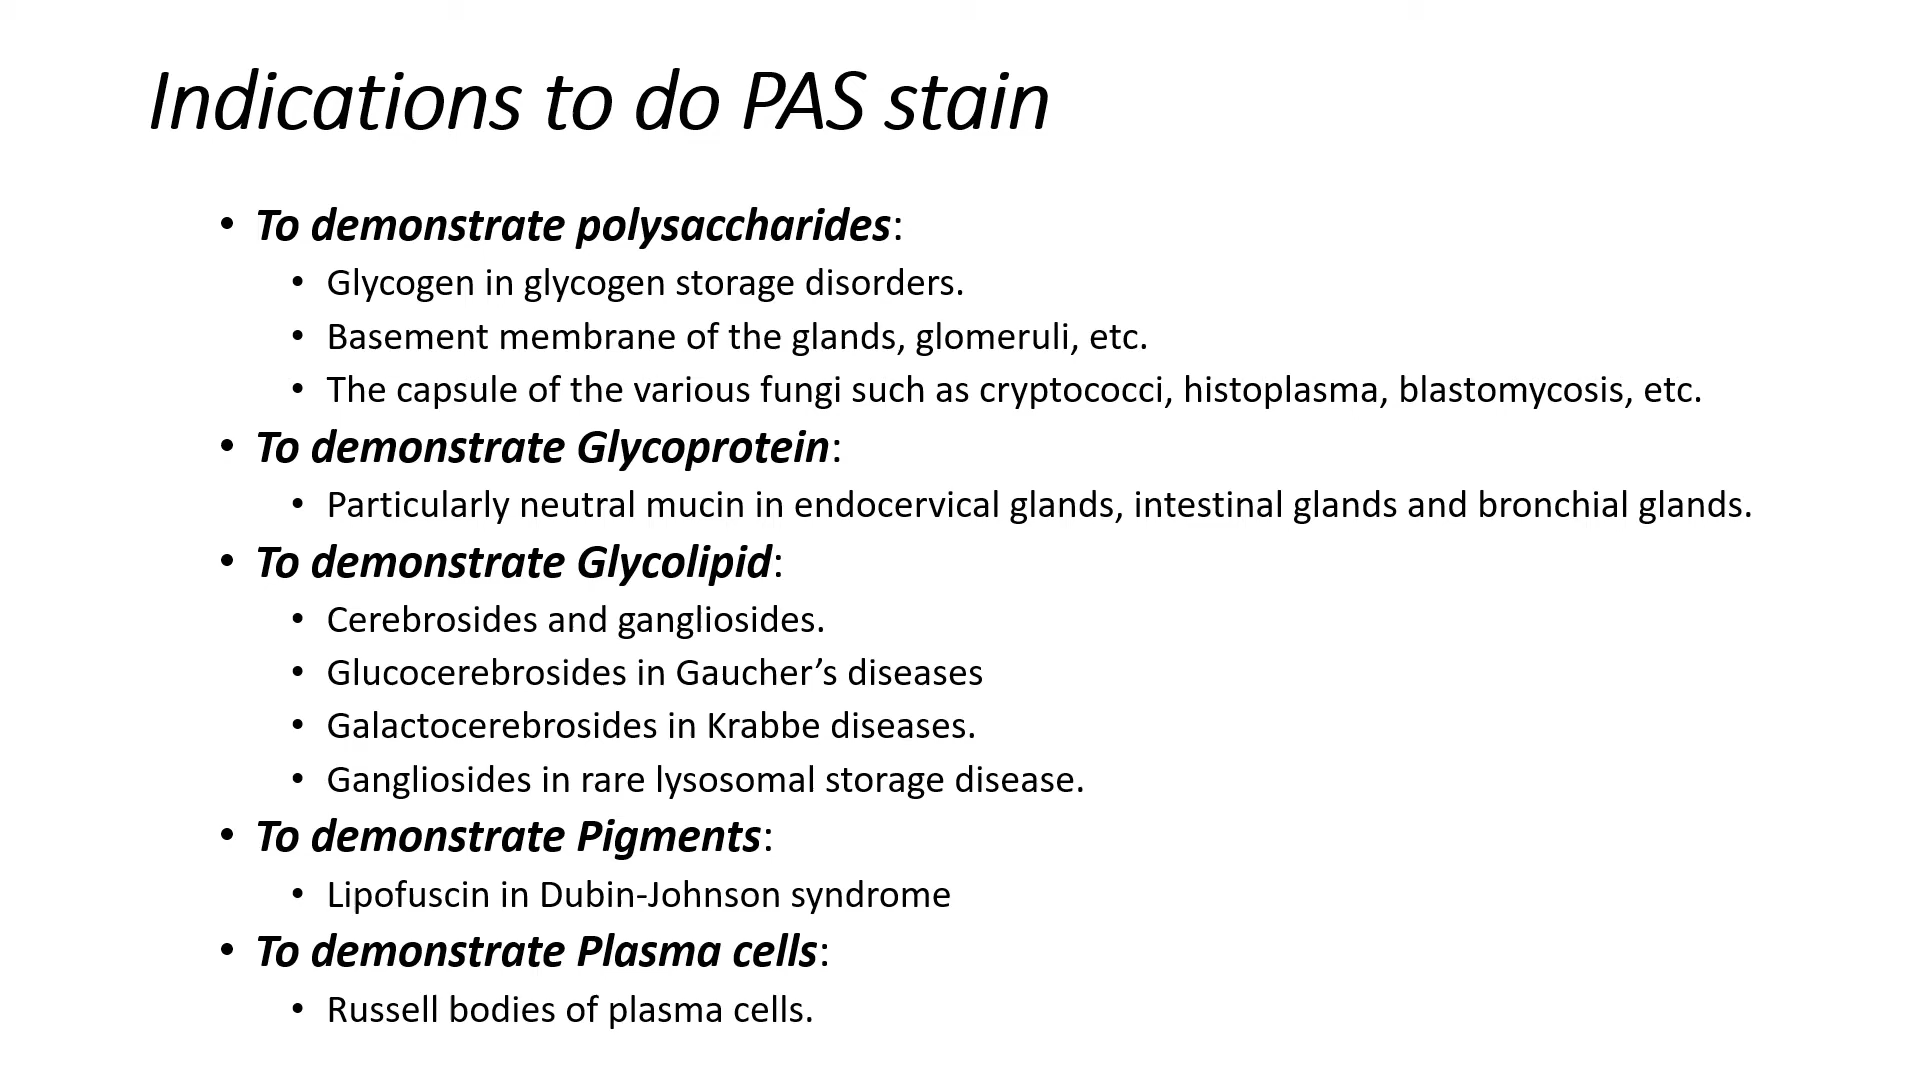 Indications to do PAS stain
• To demonstrate polysaccharides:
• Glycogen in glycogen storage disorders.
• Basement membrane of the glands, glomeruli, etc.
• The capsule of the various fungi such as cryptococci, histoplasma, blastomycosis, etc.
• To demonstrate Glycoprotein:
• Particularly neutral mucin in endocervical glands, intestinal glands and bronchial glands.
• To demonstrate Glycolipid:
• Cerebrosides and gangliosides.
• Glucocerebrosides in Gaucher’s diseases
• Galactocerebrosides in Krabbe diseases.
• Gangliosides in rare lysosomal storage disease.
• To demonstrate Pigments:
• Lipofuscin in Dubin-Johnson syndrome
• To demonstrate Plasma cells:
• Russell bodies of plasma cells.